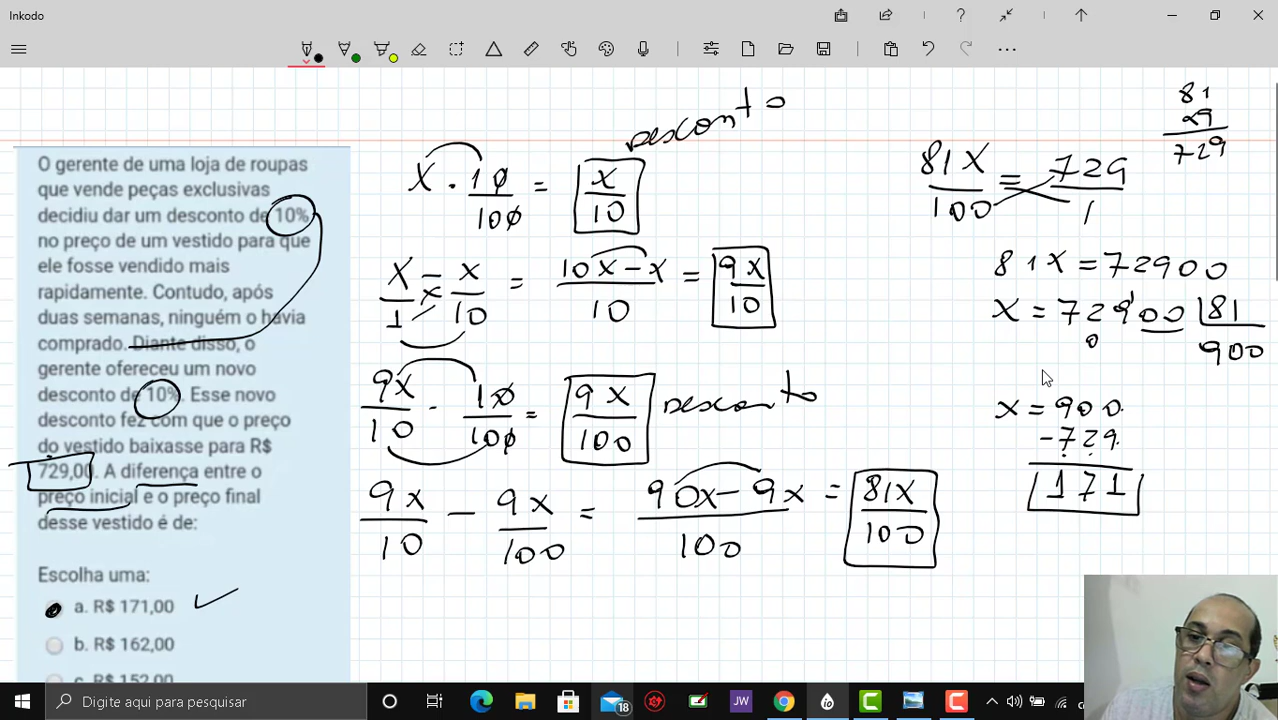 Inkodo
O gerente de uma loja de roupas
que vende peças exclusivas
decidiu dar um desconto de 10%
no preço de um vestido para que
ele fosse vendido mais
rapidamente. Contudo, após
duas semanas, ninguém o havia
comprado. Diante disso, o
gerente ofereceu um novo
desconto de 10%. Esse novo
desconto fez com que o preço
do vestido baixasse para R$
729,00. A diferença entre o
preço inicial e o preço final
desse vestido é de:
Escolha uma:
a. R$ 171,00
b. R$ 162,00
c. R$ 152,00
desconto
X · 10/100 = x/10
X/1 − x/10 = 10x−x/10 = 9x/10
9x/10 · 10/100 = 9x/100 desconto
9x/10 − 9x/100 = 90x−9x/100 = 81x/100
81
729
81X/100 = 729/1
81X = 72900
X = 72900 81
0 900
X = 900
-729
171
Digite aqui para pesquisar
18
JW